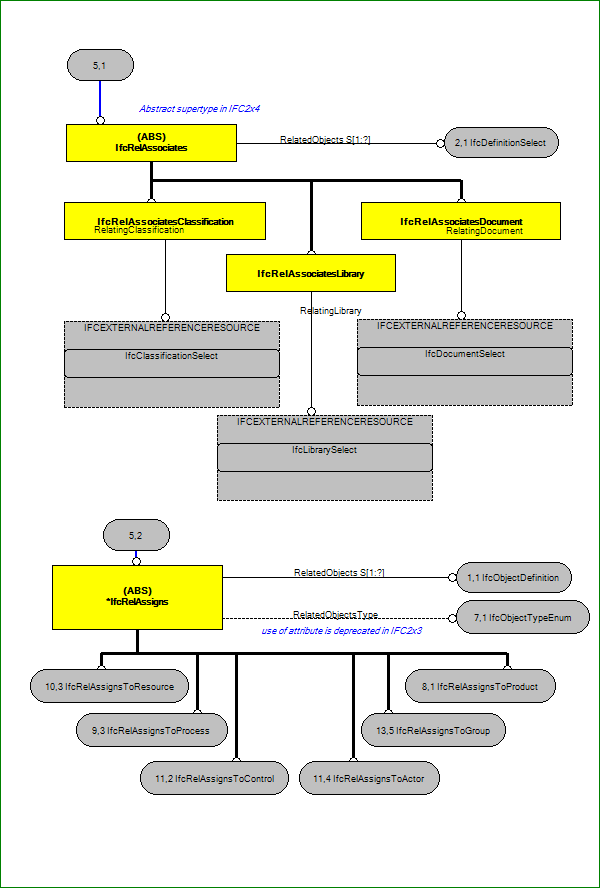 5,1
Abstract supertype in IFC2x4
(ABS)
IfcRelAssociates
RelatedObjects S[1:?]
2,1 IfcDefinitionSelect
IfcRelAssociatesClassification
RelatingClassification
IfcRelAssociatesDocument
RelatingDocument
IfcRelAssociatesLibrary
RelatingLibrary
IFCEXTERNALREFERENCERESOURCE
IfcClassificationSelect
IFCEXTERNALREFERENCERESOURCE
IfcDocumentSelect
IFCEXTERNALREFERENCERESOURCE
IfcLibrarySelect
5,2
(ABS)
*IfcRelAssigns
RelatedObjects S[1:?]
1,1 IfcObjectDefinition
RelatedObjectsType
7,1 IfcObjectTypeEnum
use of attribute is deprecated in IFC2x3
10,3 IfcRelAssignsToResource
8,1 IfcRelAssignsToProduct
9,3 IfcRelAssignsToProcess
13,5 IfcRelAssignsToGroup
11,2 IfcRelAssignsToControl
11,4 IfcRelAssignsToActor